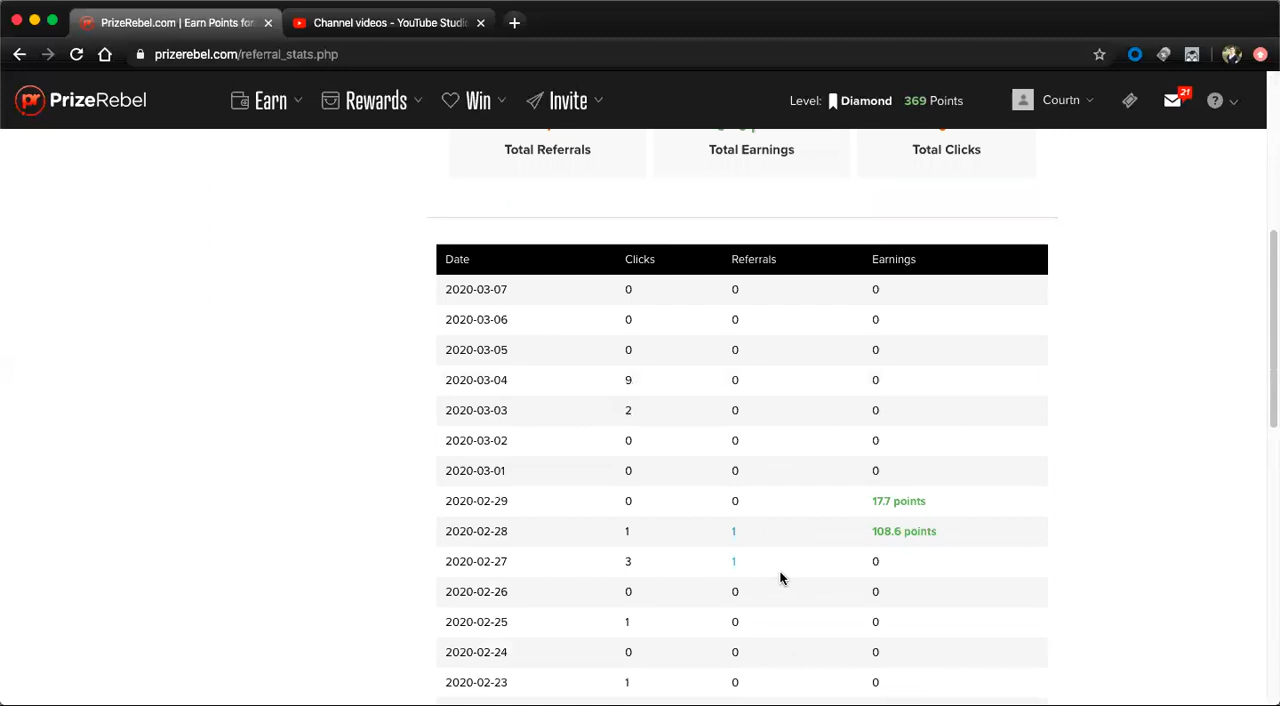 PrizeRebel.com | Earn Points for
Channel videos - YouTube Studi
prizerebel.com/referral_stats.php
pr PrizeRebel Earn Rewards Win Invite Level: Diamond 369 Points Courtn 21 ?
Total Referrals Total Earnings Total Clicks
Date Clicks Referrals Earnings
2020-03-07 0 0 0
2020-03-06 0 0 0
2020-03-05 0 0 0
2020-03-04 9 0 0
2020-03-03 2 0 0
2020-03-02 0 0 0
2020-03-01 0 0 0
2020-02-29 0 0 17.7 points
2020-02-28 1 1 108.6 points
2020-02-27 3 1 0
2020-02-26 0 0 0
2020-02-25 1 0 0
2020-02-24 0 0 0
2020-02-23 1 0 0